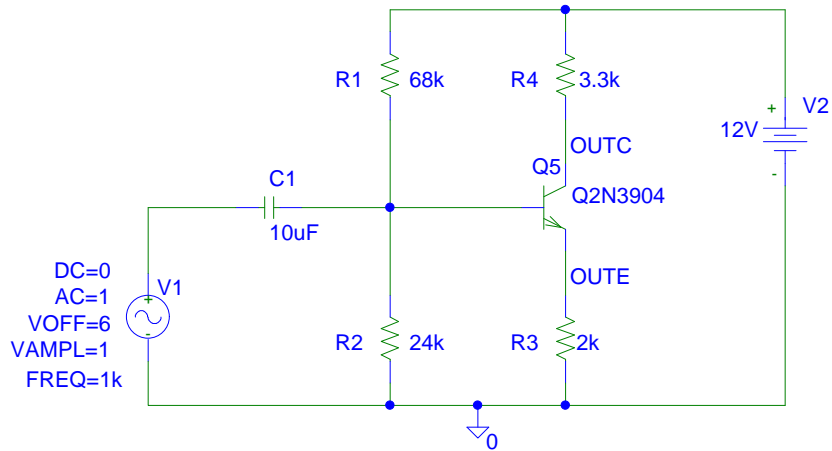 R1
68k
R4
3.3k
+
V2
12V
-
OUTC
Q5
Q2N3904
C1
10uF
OUTE
DC=0
AC=1
VOFF=6
VAMPL=1
FREQ=1k
V1
+
-
R2
24k
R3
2k
0